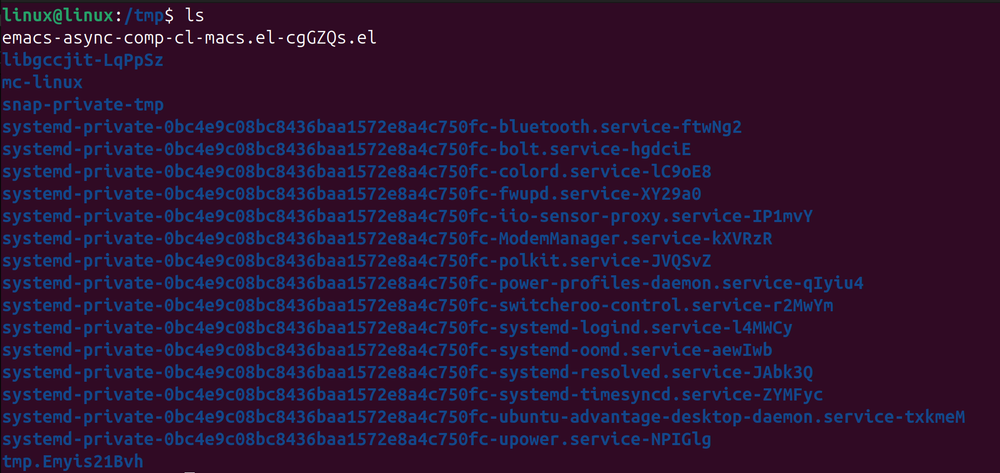 linux@linux:/tmp$ ls
emacs-async-comp-cl-macs.el-cgGZQs.el
libgccjit-LqPpSz
mc-linux
snap-private-tmp
systemd-private-0bc4e9c08bc8436baa1572e8a4c750fc-bluetooth.service-ftwNg2
systemd-private-0bc4e9c08bc8436baa1572e8a4c750fc-bolt.service-hgdciE
systemd-private-0bc4e9c08bc8436baa1572e8a4c750fc-colord.service-lC9oE8
systemd-private-0bc4e9c08bc8436baa1572e8a4c750fc-fwupd.service-XY29a0
systemd-private-0bc4e9c08bc8436baa1572e8a4c750fc-iio-sensor-proxy.service-IP1mvY
systemd-private-0bc4e9c08bc8436baa1572e8a4c750fc-ModemManager.service-kXVRzR
systemd-private-0bc4e9c08bc8436baa1572e8a4c750fc-polkit.service-JVQSvZ
systemd-private-0bc4e9c08bc8436baa1572e8a4c750fc-power-profiles-daemon.service-qIyiu4
systemd-private-0bc4e9c08bc8436baa1572e8a4c750fc-switcheroo-control.service-r2MwYm
systemd-private-0bc4e9c08bc8436baa1572e8a4c750fc-systemd-logind.service-l4MWCy
systemd-private-0bc4e9c08bc8436baa1572e8a4c750fc-systemd-oomd.service-aewIwb
systemd-private-0bc4e9c08bc8436baa1572e8a4c750fc-systemd-resolved.service-JAbk3Q
systemd-private-0bc4e9c08bc8436baa1572e8a4c750fc-systemd-timesyncd.service-ZYMFyc
systemd-private-0bc4e9c08bc8436baa1572e8a4c750fc-ubuntu-advantage-desktop-daemon.service-txkmeM
systemd-private-0bc4e9c08bc8436baa1572e8a4c750fc-upower.service-NPIGlg
tmp.Emyis21Bvh